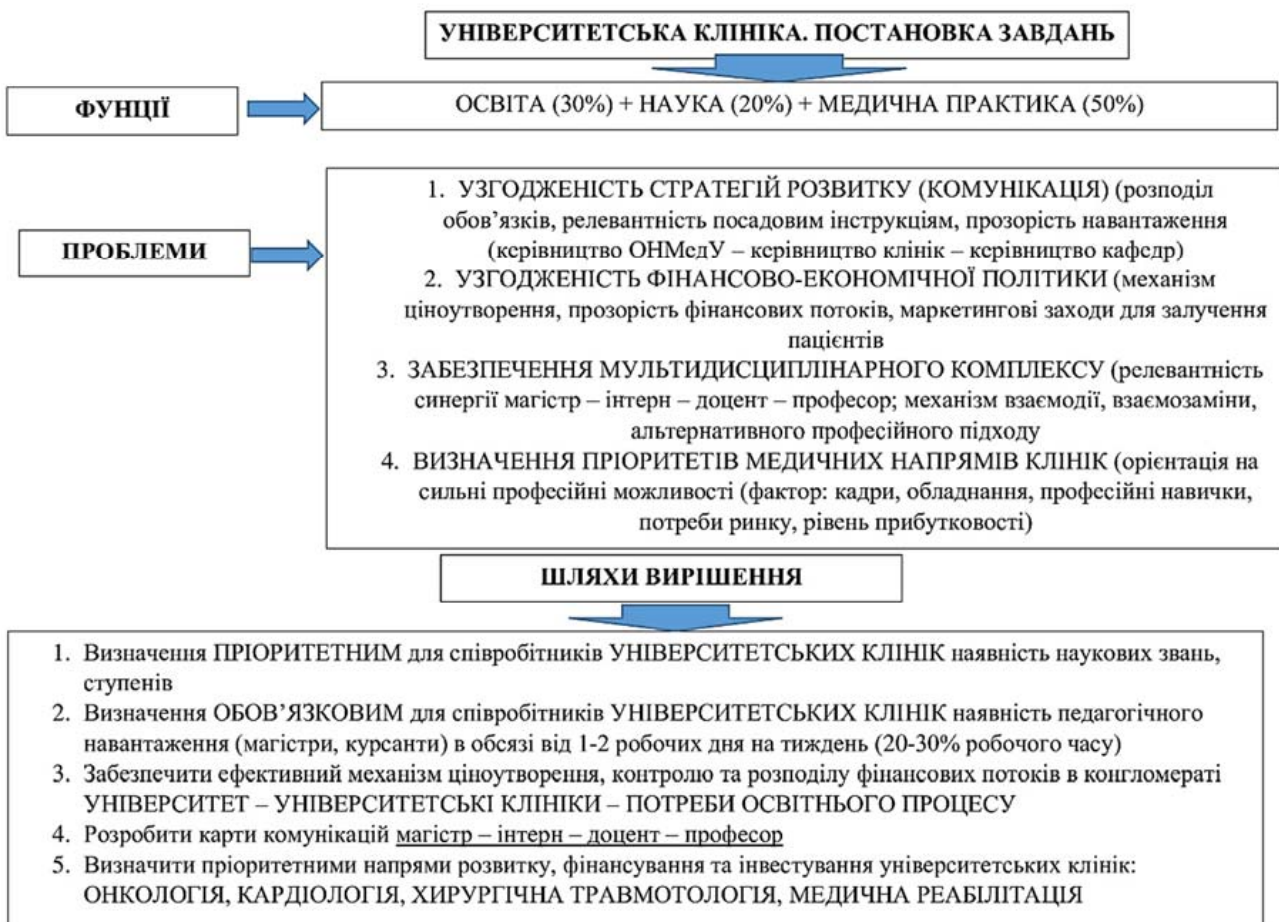 УНІВЕРСИТЕТСЬКА КЛІНІКА. ПОСТАНОВКА ЗАВДАНЬ
ФУНЦІЇ
ОСВІТА (30%) + НАУКА (20%) + МЕДИЧНА ПРАКТИКА (50%)
ПРОБЛЕМИ
1. УЗГОДЖЕНІСТЬ СТРАТЕГІЙ РОЗВИТКУ (КОМУНІКАЦІЯ) (розподіл
обов’язків, релевантність посадовим інструкціям, прозорість навантаження
(керівництво ОНМедУ – керівництво клінік – керівництво кафедр)
2. УЗГОДЖЕНІСТЬ ФІНАНСОВО-ЕКОНОМІЧНОЇ ПОЛІТИКИ (механізм
ціноутворення, прозорість фінансових потоків, маркетингові заходи для залучення
пацієнтів
3. ЗАБЕЗПЕЧЕННЯ МУЛЬТИДИСЦИПЛІНАРНОГО КОМПЛЕКСУ (релевантність
синергії магістр – інтерн – доцент – професор; механізм взаємодії, взаємозаміни,
альтернативного професійного підходу
4. ВИЗНАЧЕННЯ ПРІОРИТЕТІВ МЕДИЧНИХ НАПРЯМІВ КЛІНІК (орієнтація на
сильні професійні можливості (фактор: кадри, обладнання, професійні навички,
потреби ринку, рівень прибутковості)
ШЛЯХИ ВИРІШЕННЯ
1. Визначення ПРІОРИТЕТНИМ для співробітників УНІВЕРСИТЕТСЬКИХ КЛІНІК наявність наукових звань,
ступенів
2. Визначення ОБОВ’ЯЗКОВИМ для співробітників УНІВЕРСИТЕТСЬКИХ КЛІНІК наявність педагогічного
навантаження (магістри, курсанти) в обсязі від 1-2 робочих дня на тиждень (20-30% робочого часу)
3. Забезпечити ефективний механізм ціноутворення, контролю та розподілу фінансових потоків в конгломераті
УНІВЕРСИТЕТ – УНІВЕРСИТЕТСЬКІ КЛІНІКИ – ПОТРЕБИ ОСВІТНЬОГО ПРОЦЕСУ
4. Розробити карти комунікацій магістр – інтерн – доцент – професор
5. Визначити пріоритетними напрями розвитку, фінансування та інвестування університетських клінік:
ОНКОЛОГІЯ, КАРДІОЛОГІЯ, ХИРУРГІЧНА ТРАВМОТОЛОГІЯ, МЕДИЧНА РЕАБІЛІТАЦІЯ